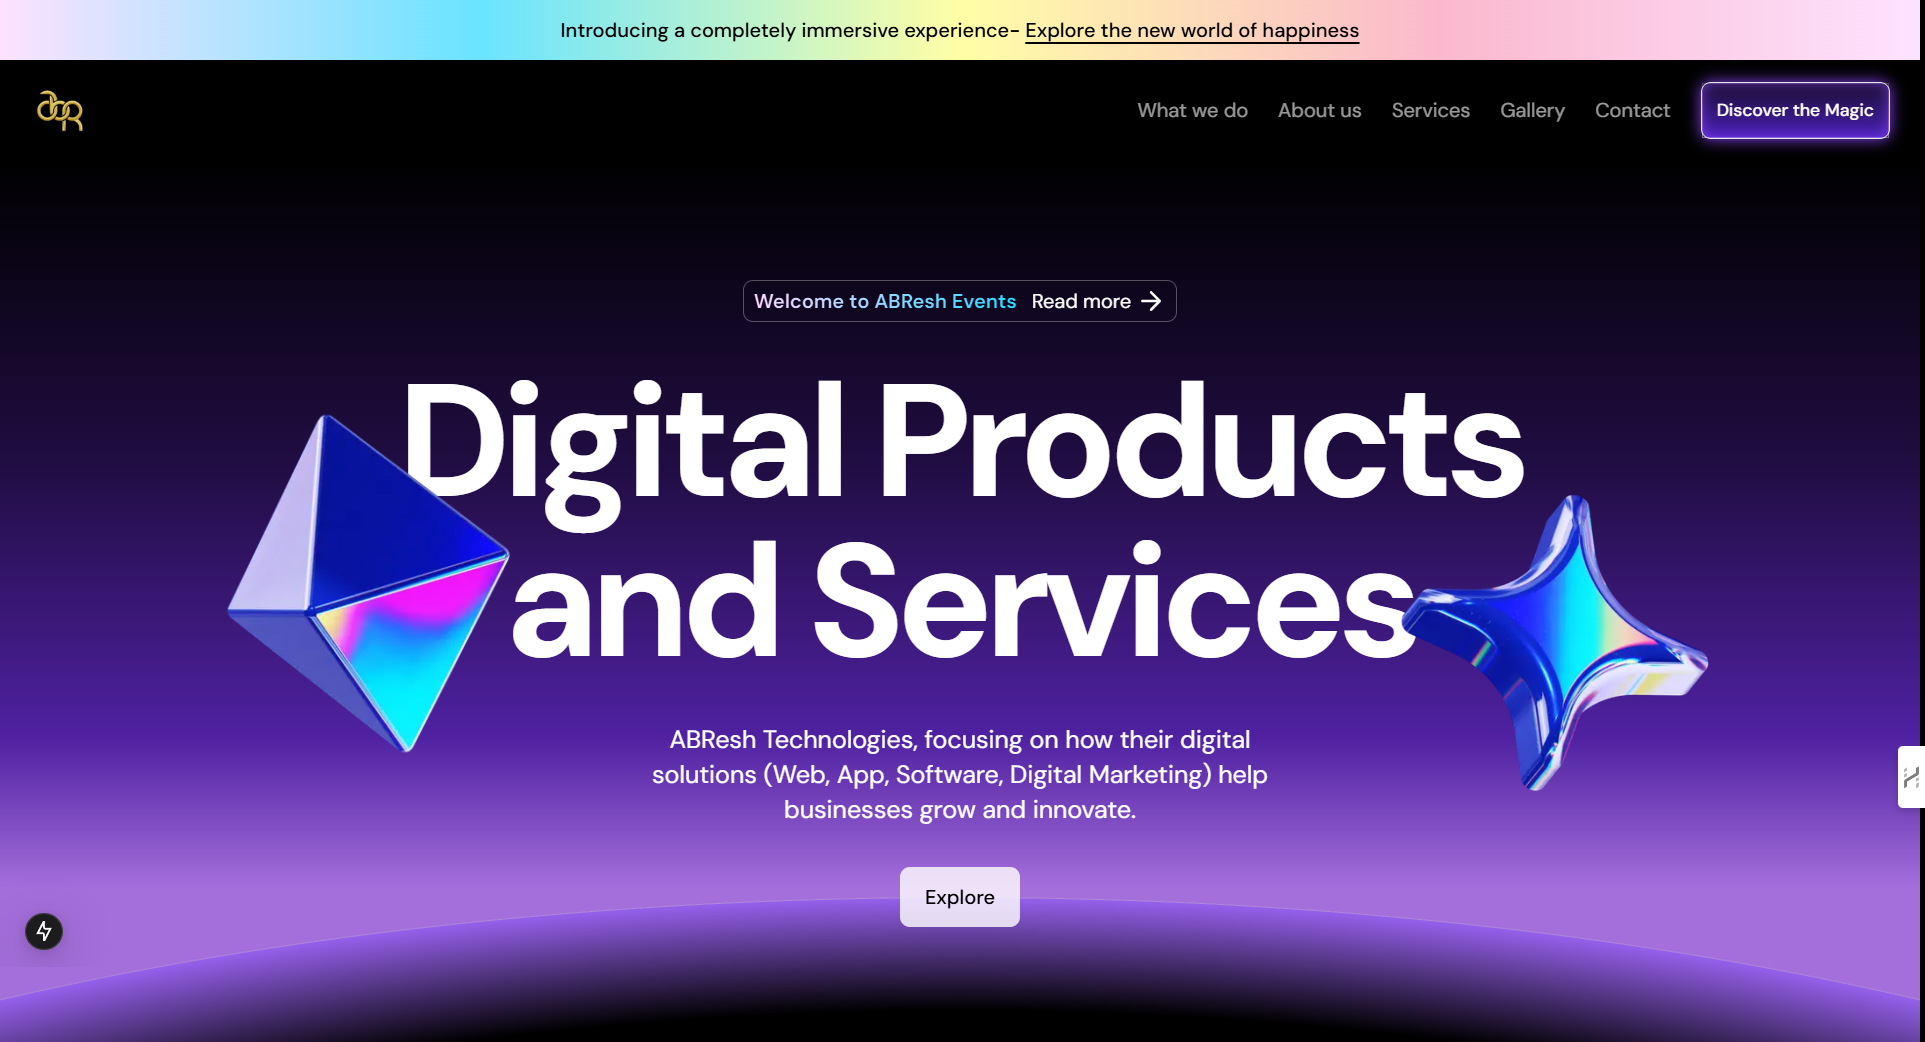 Introducing a completely immersive experience- Explore the new world of happiness
abR
What we do About us Services Gallery Contact Discover the Magic
Welcome to ABResh Events Read more
Digital Products
and Services
ABResh Technologies, focusing on how their digital
solutions (Web, App, Software, Digital Marketing) help
businesses grow and innovate.
Explore